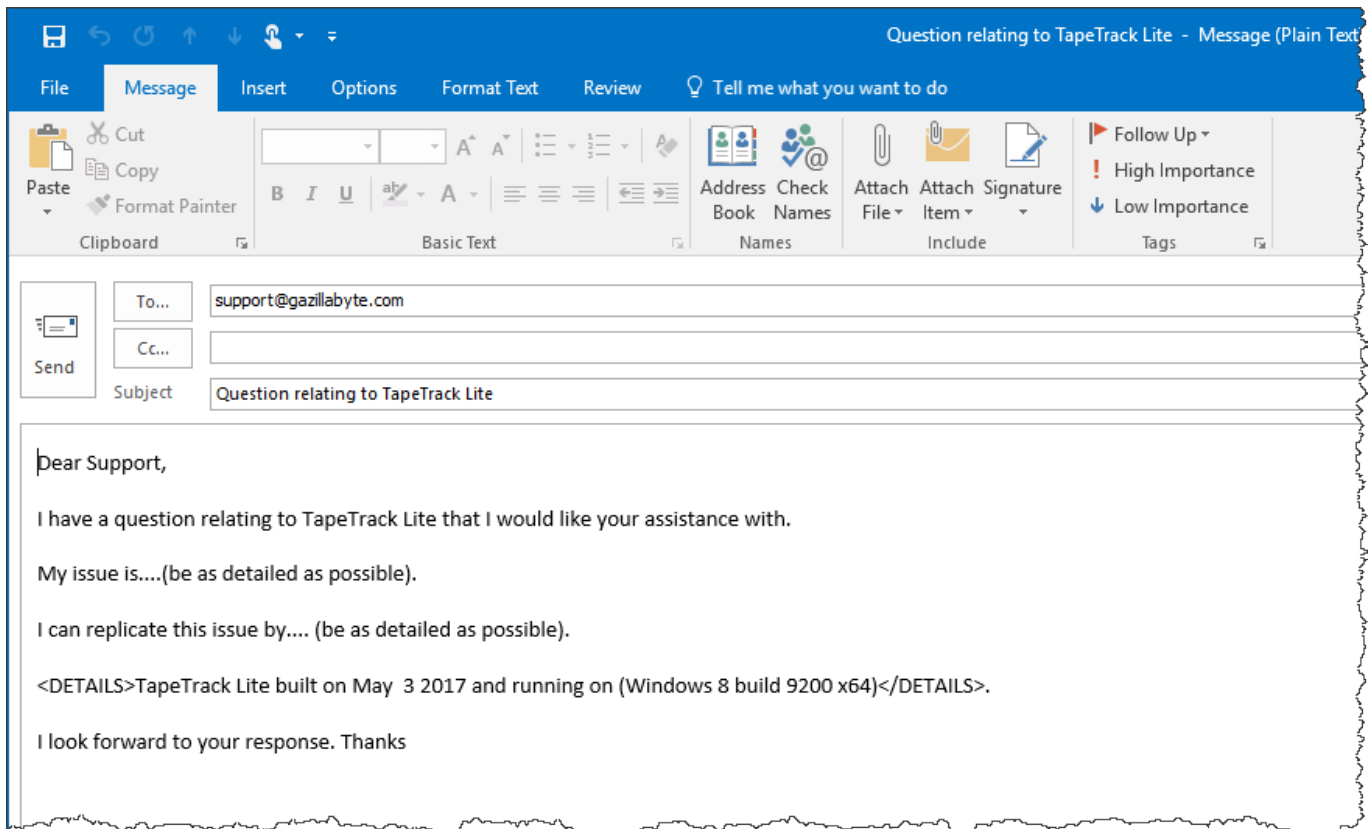 Question relating to TapeTrack Lite - Message (Plain Text
File Message Insert Options Format Text Review Tell me what you want to do
Paste
Cut
Copy
Format Painter
Clipboard
B I U
Basic Text
Address Book
Check Names
Names
Attach File
Attach Item
Signature
Include
Follow Up
High Importance
Low Importance
Tags
Send
To... support@gazillabyte.com
Cc...
Subject Question relating to TapeTrack Lite
Dear Support,
I have a question relating to TapeTrack Lite that I would like your assistance with.
My issue is....(be as detailed as possible).
I can replicate this issue by.... (be as detailed as possible).
<DETAILS>TapeTrack Lite built on May  3 2017 and running on (Windows 8 build 9200 x64)</DETAILS>.
I look forward to your response. Thanks